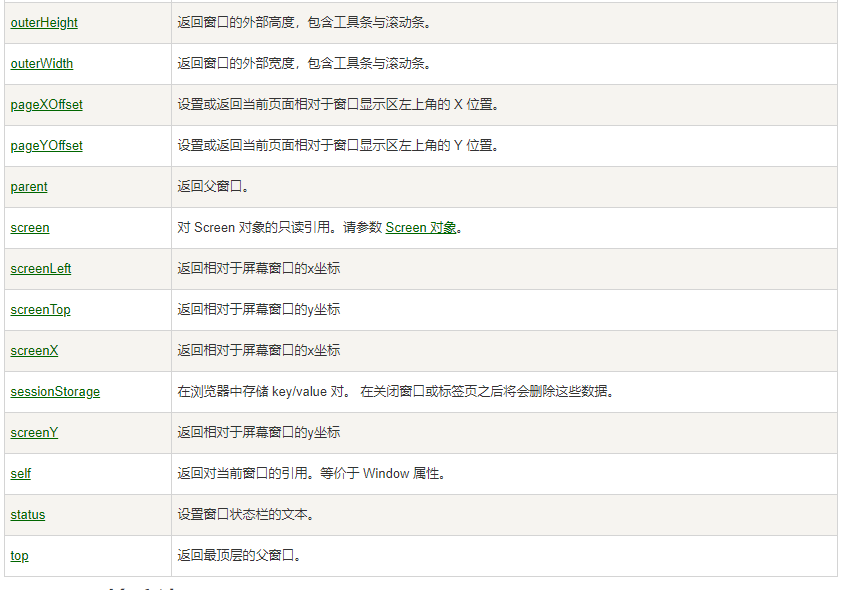 outerHeight 返回窗口的外部高度，包含工具条与滚动条。
outerWidth 返回窗口的外部宽度，包含工具条与滚动条。
pageXOffset 设置或返回当前页面相对于窗口显示区左上角的 X 位置。
pageYOffset 设置或返回当前页面相对于窗口显示区左上角的 Y 位置。
parent 返回父窗口。
screen 对 Screen 对象的只读引用。请参数 Screen 对象。
screenLeft 返回相对于屏幕窗口的x坐标
screenTop 返回相对于屏幕窗口的y坐标
screenX 返回相对于屏幕窗口的x坐标
sessionStorage 在浏览器中存储 key/value 对。 在关闭窗口或标签页之后将会删除这些数据。
screenY 返回相对于屏幕窗口的y坐标
self 返回对当前窗口的引用。等价于 Window 属性。
status 设置窗口状态栏的文本。
top 返回最顶层的父窗口。